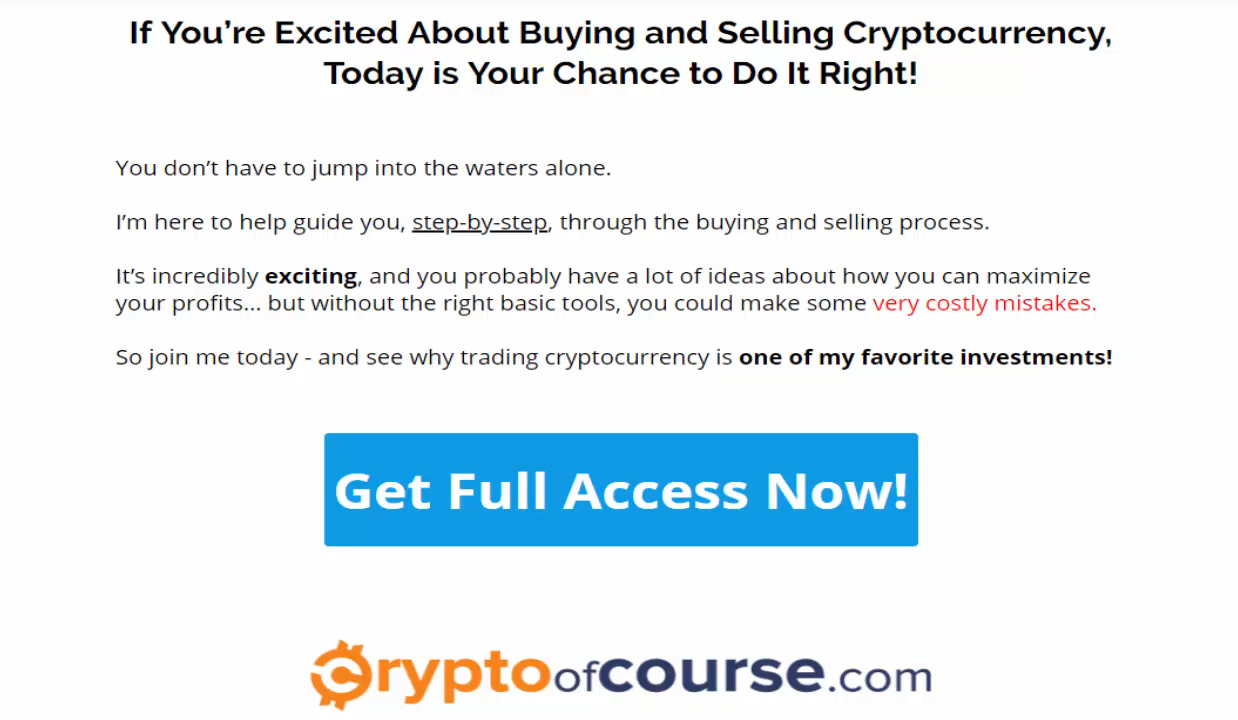 If You’re Excited About Buying and Selling Cryptocurrency,
Today is Your Chance to Do It Right!
You don’t have to jump into the waters alone.
I’m here to help guide you, step-by-step, through the buying and selling process.
It’s incredibly exciting, and you probably have a lot of ideas about how you can maximize
your profits... but without the right basic tools, you could make some very costly mistakes.
So join me today - and see why trading cryptocurrency is one of my favorite investments!
Get Full Access Now!
Cryptoofcourse.com